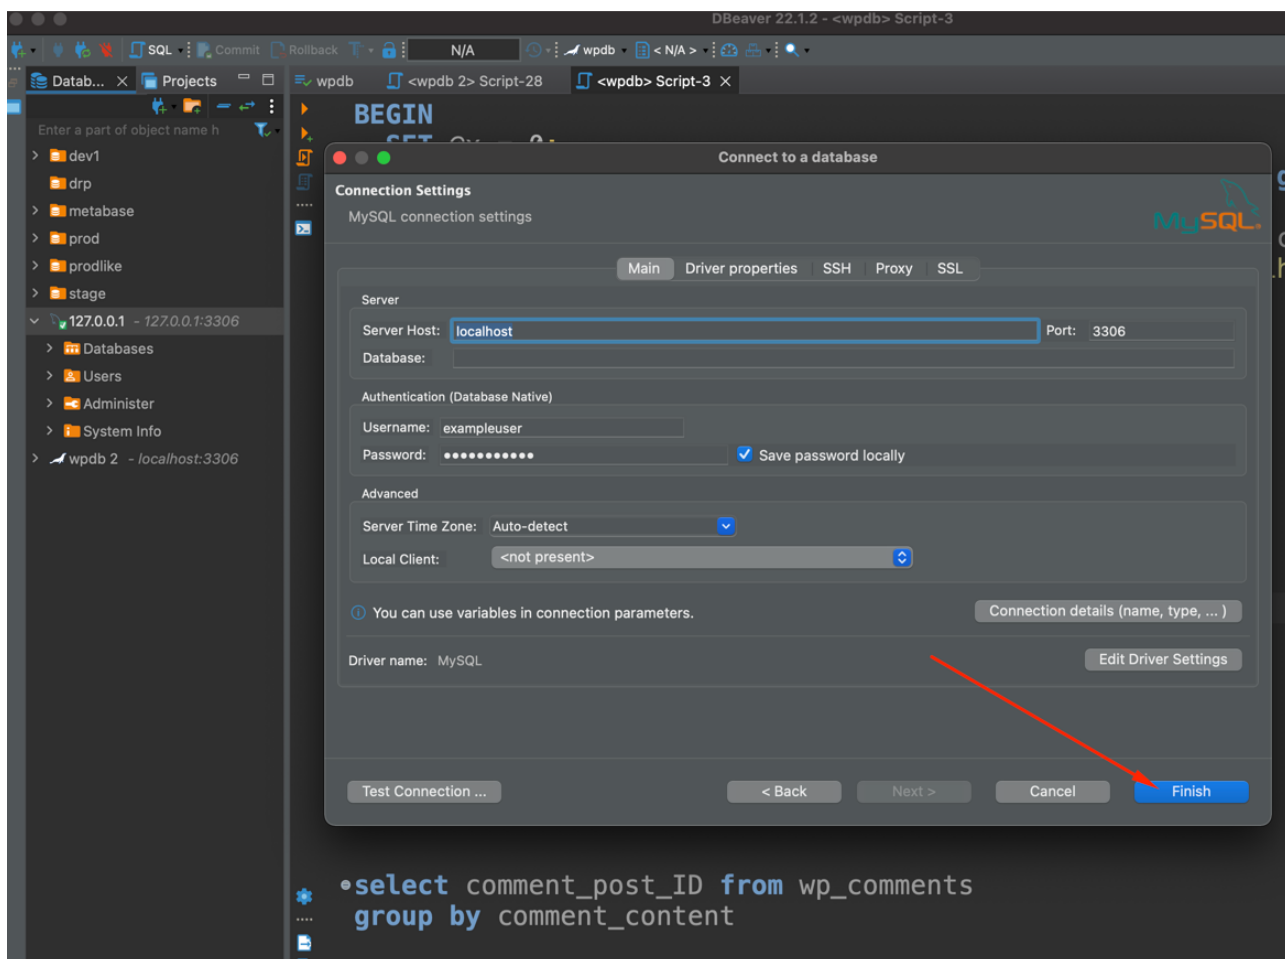 DBeaver 22.1.2 - <wpdb> Script-3
SQL Commit Rollback T N/A wpdb < N/A >
Datab... Projects wpdb <wpdb 2> Script-28 <wpdb> Script-3
Enter a part of object name h
dev1
drp
metabase
prod
prodlike
stage
127.0.0.1 - 127.0.0.1:3306
Databases
Users
Administer
System Info
wpdb 2 - localhost:3306
BEGIN
Connect to a database
Connection Settings
MySQL connection settings
MySQL
Main Driver properties SSH Proxy SSL
Server
Server Host: localhost Port: 3306
Database:
Authentication (Database Native)
Username: exampleuser
Password: •••••••••••  Save password locally
Advanced
Server Time Zone: Auto-detect
Local Client: <not present>
You can use variables in connection parameters. Connection details (name, type, ... )
Driver name: MySQL Edit Driver Settings
Test Connection ... < Back Next > Cancel Finish
select comment_post_ID from wp_comments
group by comment_content